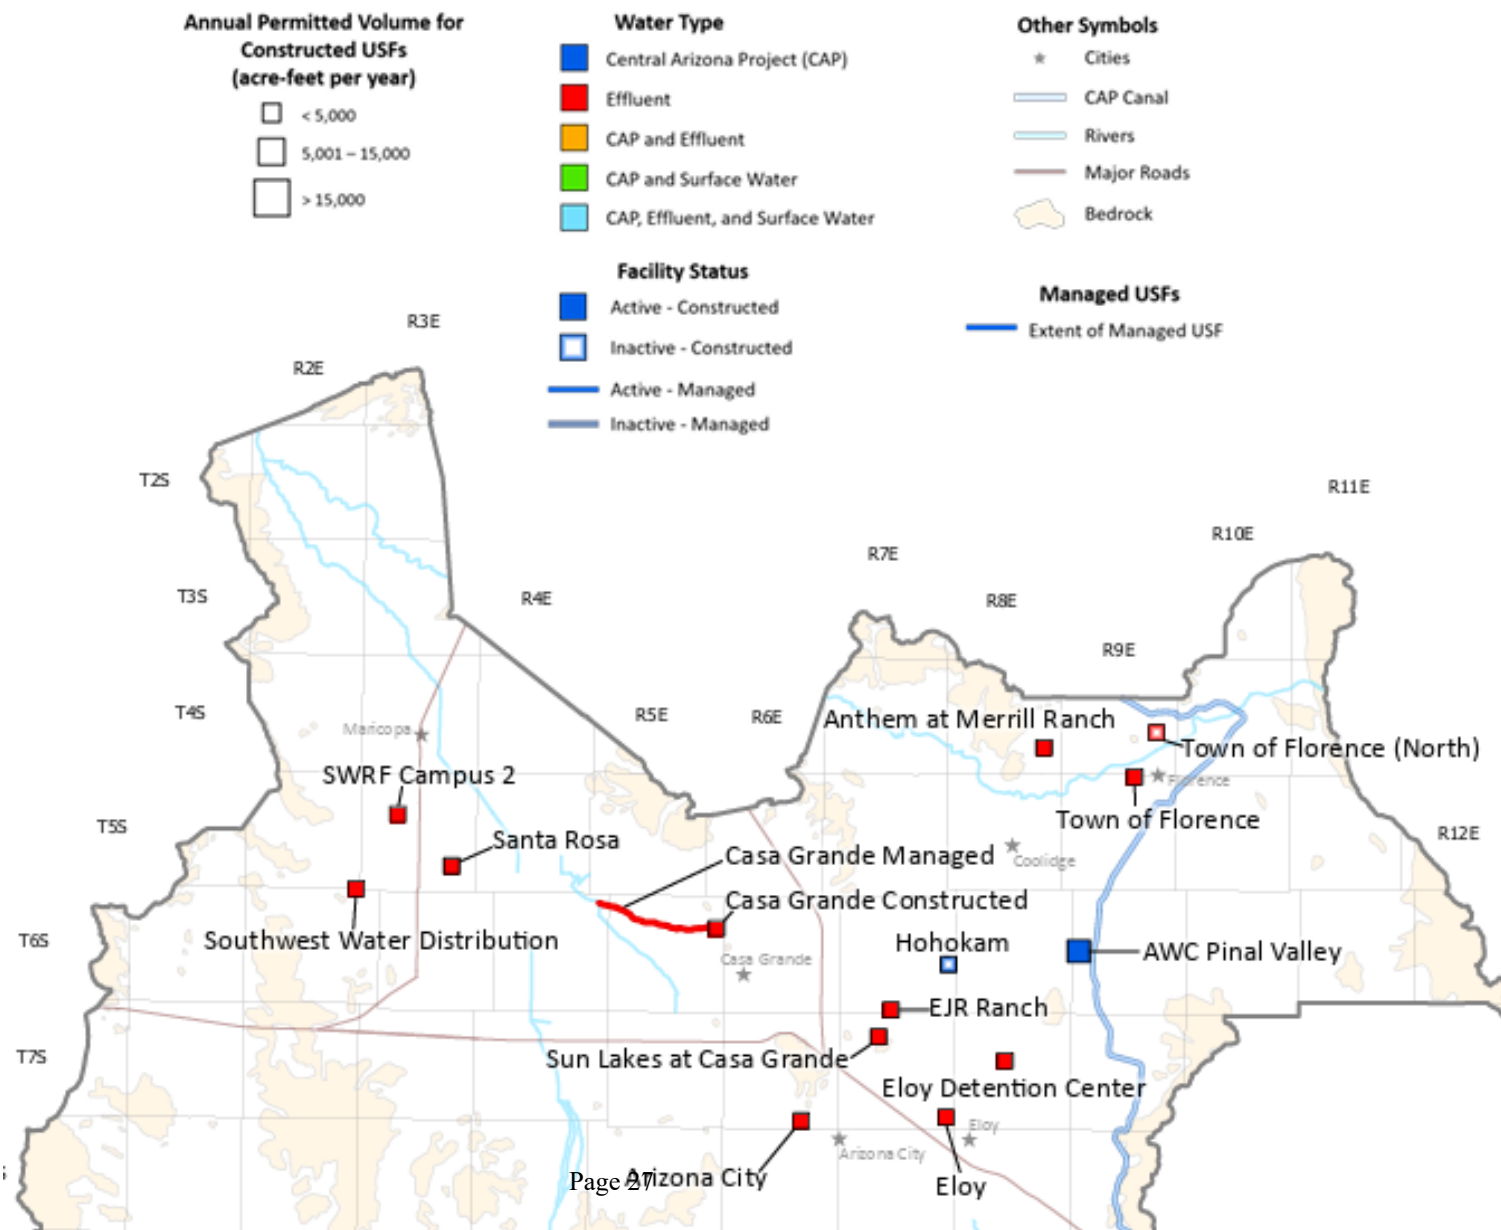 Annual Permitted Volume for
Constructed USFs
(acre-feet per year)
< 5,000
5,001 – 15,000
> 15,000
Water Type
Central Arizona Project (CAP)
Effluent
CAP and Effluent
CAP and Surface Water
CAP, Effluent, and Surface Water
Facility Status
Active - Constructed
Inactive - Constructed
Active - Managed
Inactive - Managed
Other Symbols
Cities
CAP Canal
Rivers
Major Roads
Bedrock
Managed USFs
Extent of Managed USF
R3E
R2E
T2S
R11E
R10E
R7E
T3S
R4E
R8E
R9E
T4S
R5E
R6E
Maricopa
Anthem at Merrill Ranch
Town of Florence (North)
SWRF Campus 2
Florence
Town of Florence
T5S
R12E
Santa Rosa
Casa Grande Managed
Coolidge
Casa Grande Constructed
T6S
Southwest Water Distribution
Hohokam
AWC Pinal Valley
Casa Grande
EJR Ranch
T7S
Sun Lakes at Casa Grande
Eloy Detention Center
Eloy
Arizona City
S
Arizona City
Page 27
Eloy